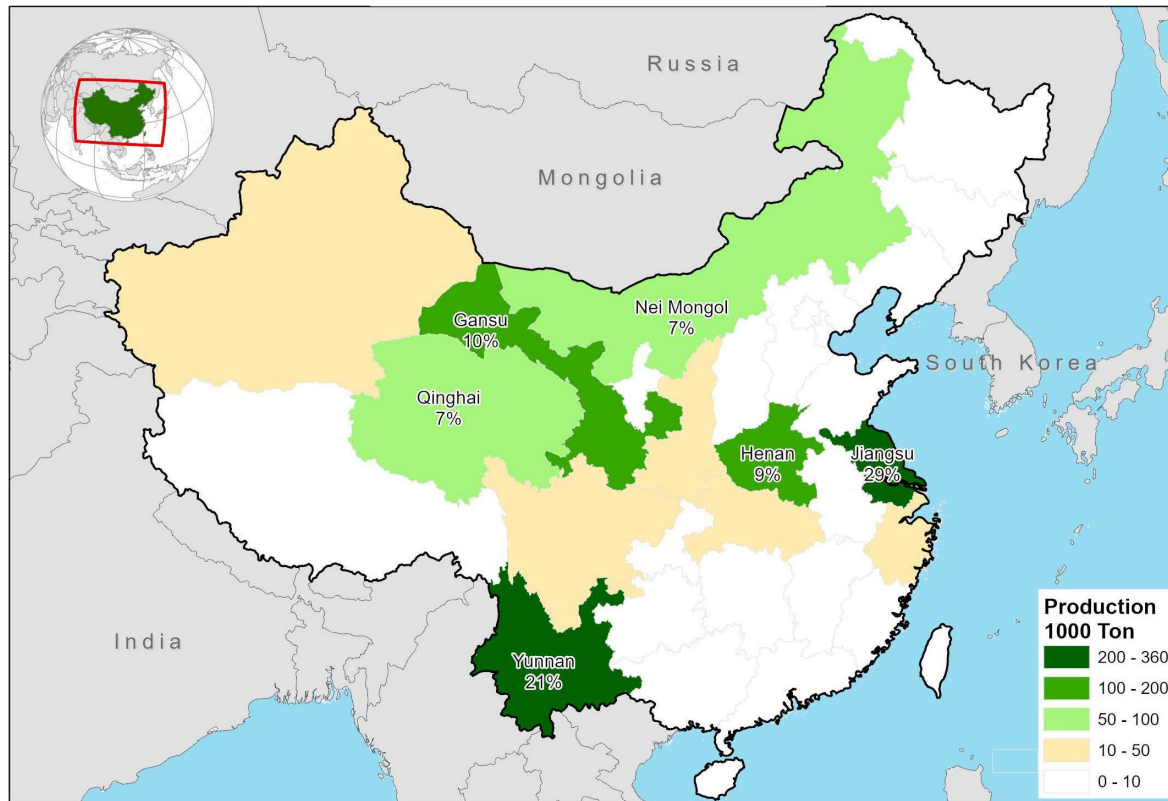 Russia
Mongolia
Nei Mongol
7%
Gansu
10%
South Korea
Qinghai
7%
Henan
9%
Jiangsu
29%
India
Yunnan
21%
Production
1000 Ton
200 - 360
100 - 200
50 - 100
10 - 50
0 - 10